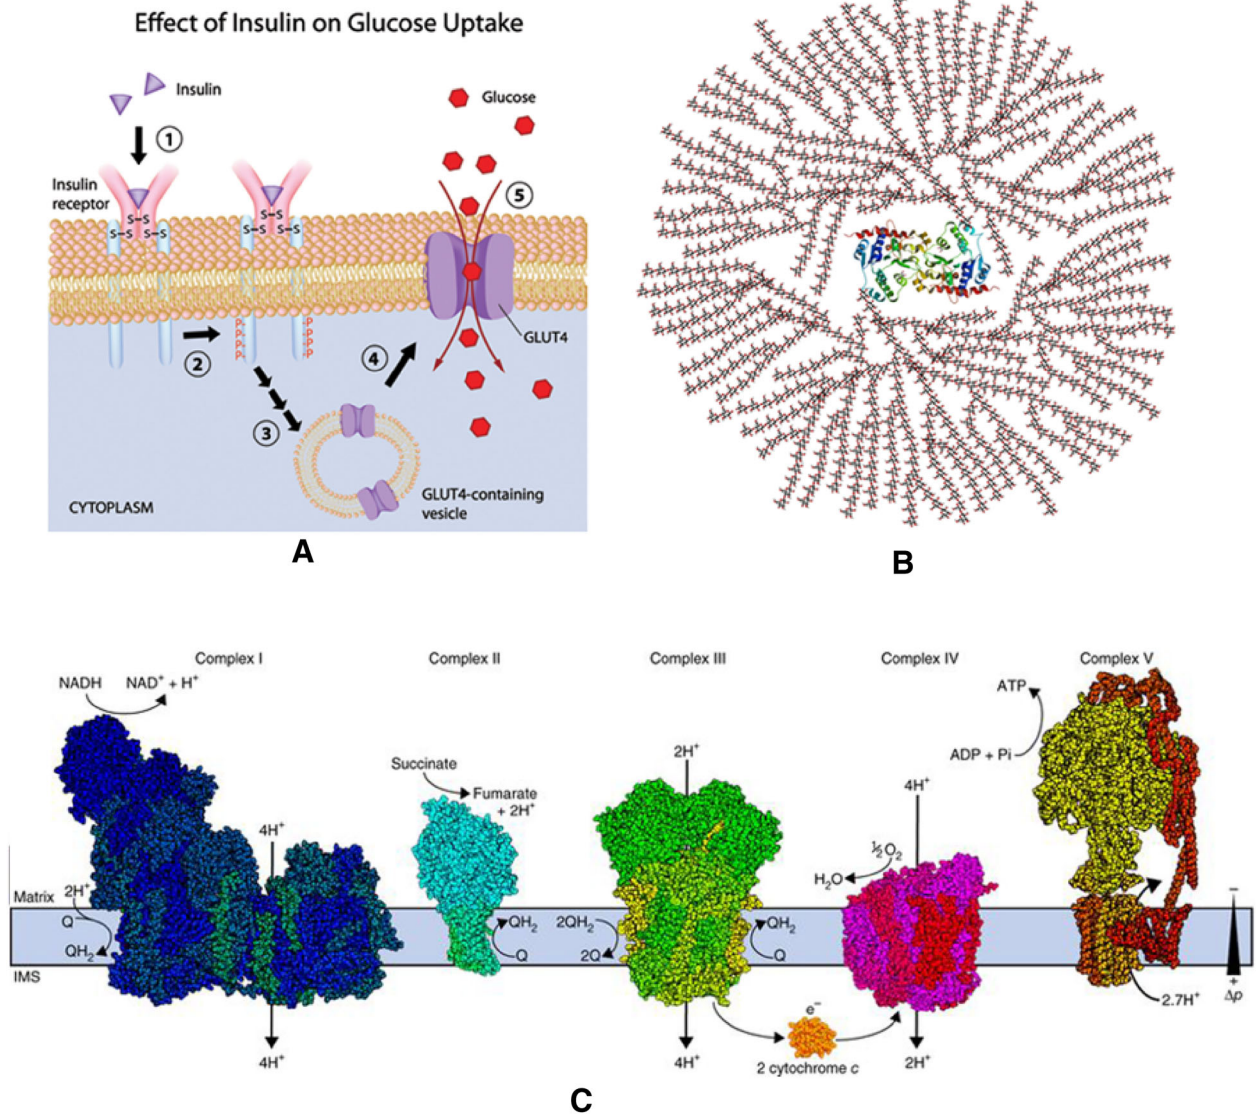 Effect of Insulin on Glucose Uptake
Insulin
Glucose
1
5
Insulin
receptor
S-S
S-S S-S
S-S
S-S S-S
GLUT4
2
P
P
P
P
P
P
P
P
4
3
GLUT4-containing
vesicle
CYTOPLASM
A
B
Complex I
Complex II
Complex III
Complex IV
Complex V
NADH
NAD⁺ + H⁺
ATP
ADP + Pi
Succinate
Fumarate
+ 2H⁺
2H⁺
4H⁺
4H⁺
½O₂
H₂O
Matrix
2H⁺
Q
QH₂
QH₂
Q
2QH₂
2Q
QH₂
Q
IMS
−
+
Δp
2.7H⁺
e⁻
4H⁺
4H⁺
2 cytochrome c
2H⁺
C